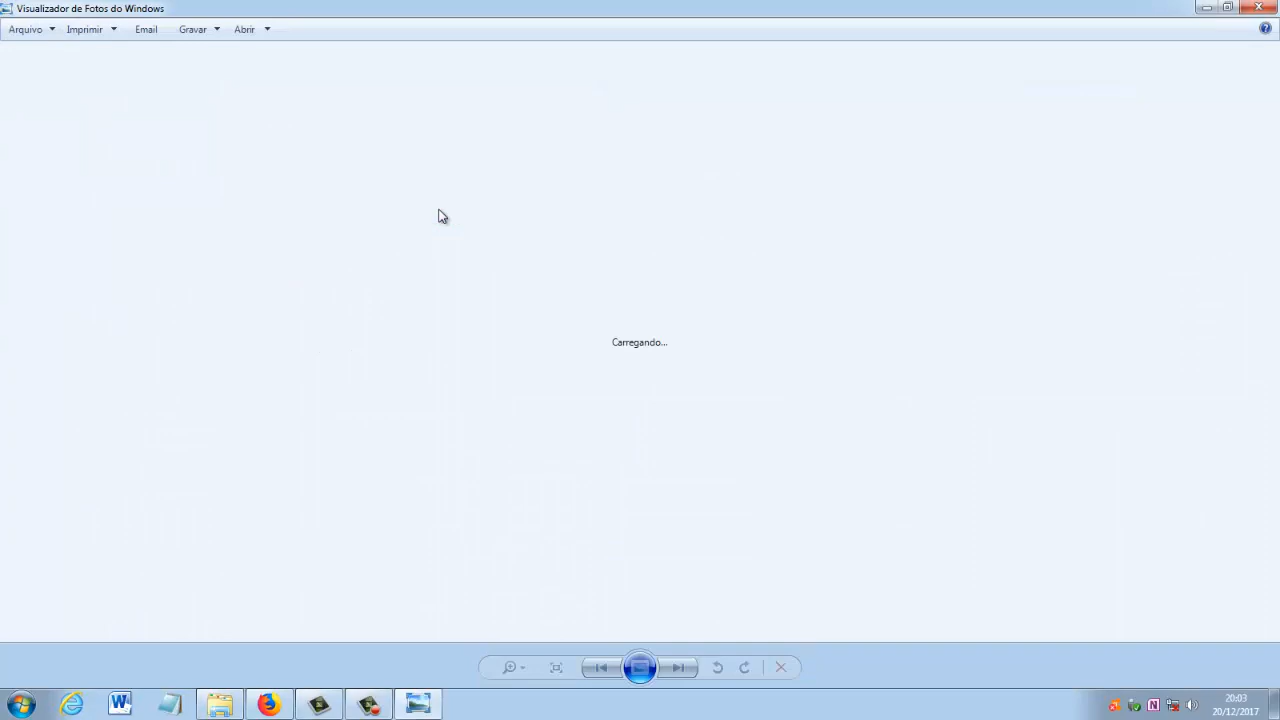 Visualizador de Fotos do Windows
Arquivo Imprimir Email Gravar Abrir
Carregando...
20:03
20/12/2017